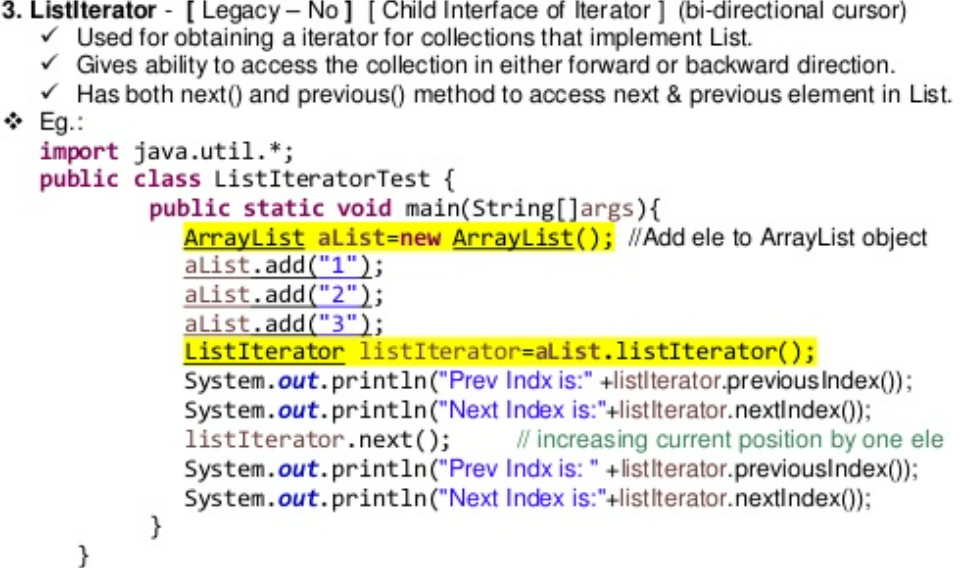 3. ListIterator - [ Legacy – No ] [ Child Interface of Iterator ] (bi-directional cursor)
✓ Used for obtaining a iterator for collections that implement List.
✓ Gives ability to access the collection in either forward or backward direction.
✓ Has both next() and previous() method to access next & previous element in List.
❖ Eg.:
import java.util.*;
public class ListIteratorTest {
public static void main(String[]args){
ArrayList aList=new ArrayList(); //Add ele to ArrayList object
aList.add("1");
aList.add("2");
aList.add("3");
ListIterator listIterator=aList.listIterator();
System.out.println("Prev Indx is:" +listIterator.previousIndex());
System.out.println("Next Index is:"+listIterator.nextIndex());
listIterator.next(); // increasing current position by one ele
System.out.println("Prev Indx is: " +listIterator.previousIndex());
System.out.println("Next Index is:"+listIterator.nextIndex());
}
}